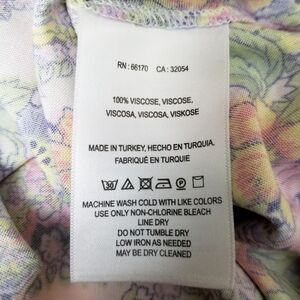 RN: 66170 CA: 32054
100% VISCOSE, VISCOSE,
VISCOSA, VISCOSA, VISKOSE
MADE IN TURKEY, HECHO EN TURQUIA,
FABRIQUÉ EN TURQUIE
MACHINE WASH COLD WITH LIKE COLORS
USE ONLY NON-CHLORINE BLEACH
LINE DRY
DO NOT TUMBLE DRY
LOW IRON AS NEEDED
MAY BE DRY CLEANED